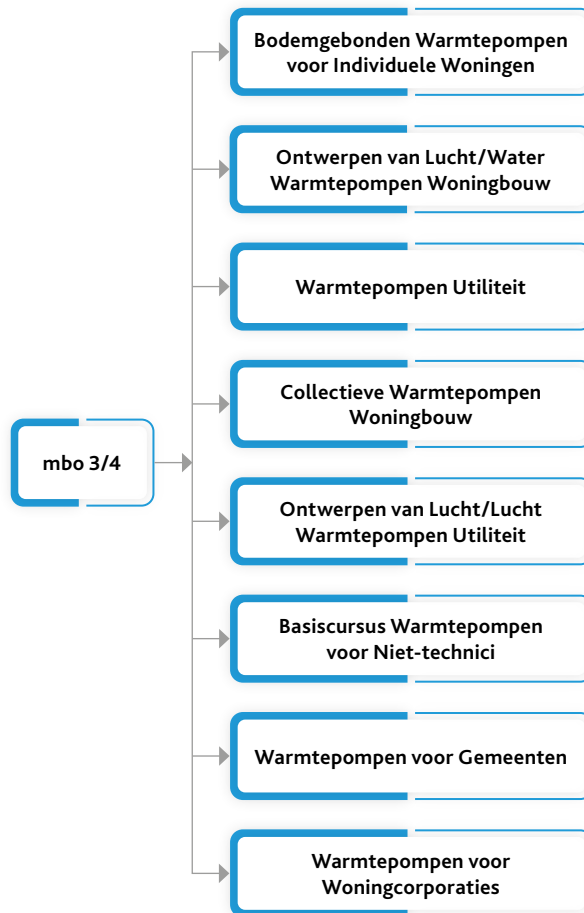 Bodemgebonden Warmtepompen
voor Individuele Woningen
Ontwerpen van Lucht/Water
Warmtepompen Woningbouw
Warmtepompen Utiliteit
Collectieve Warmtepompen
Woningbouw
mbo 3/4
Ontwerpen van Lucht/Lucht
Warmtepompen Utiliteit
Basiscursus Warmtepompen
voor Niet-technici
Warmtepompen voor Gemeenten
Warmtepompen voor
Woningcorporaties